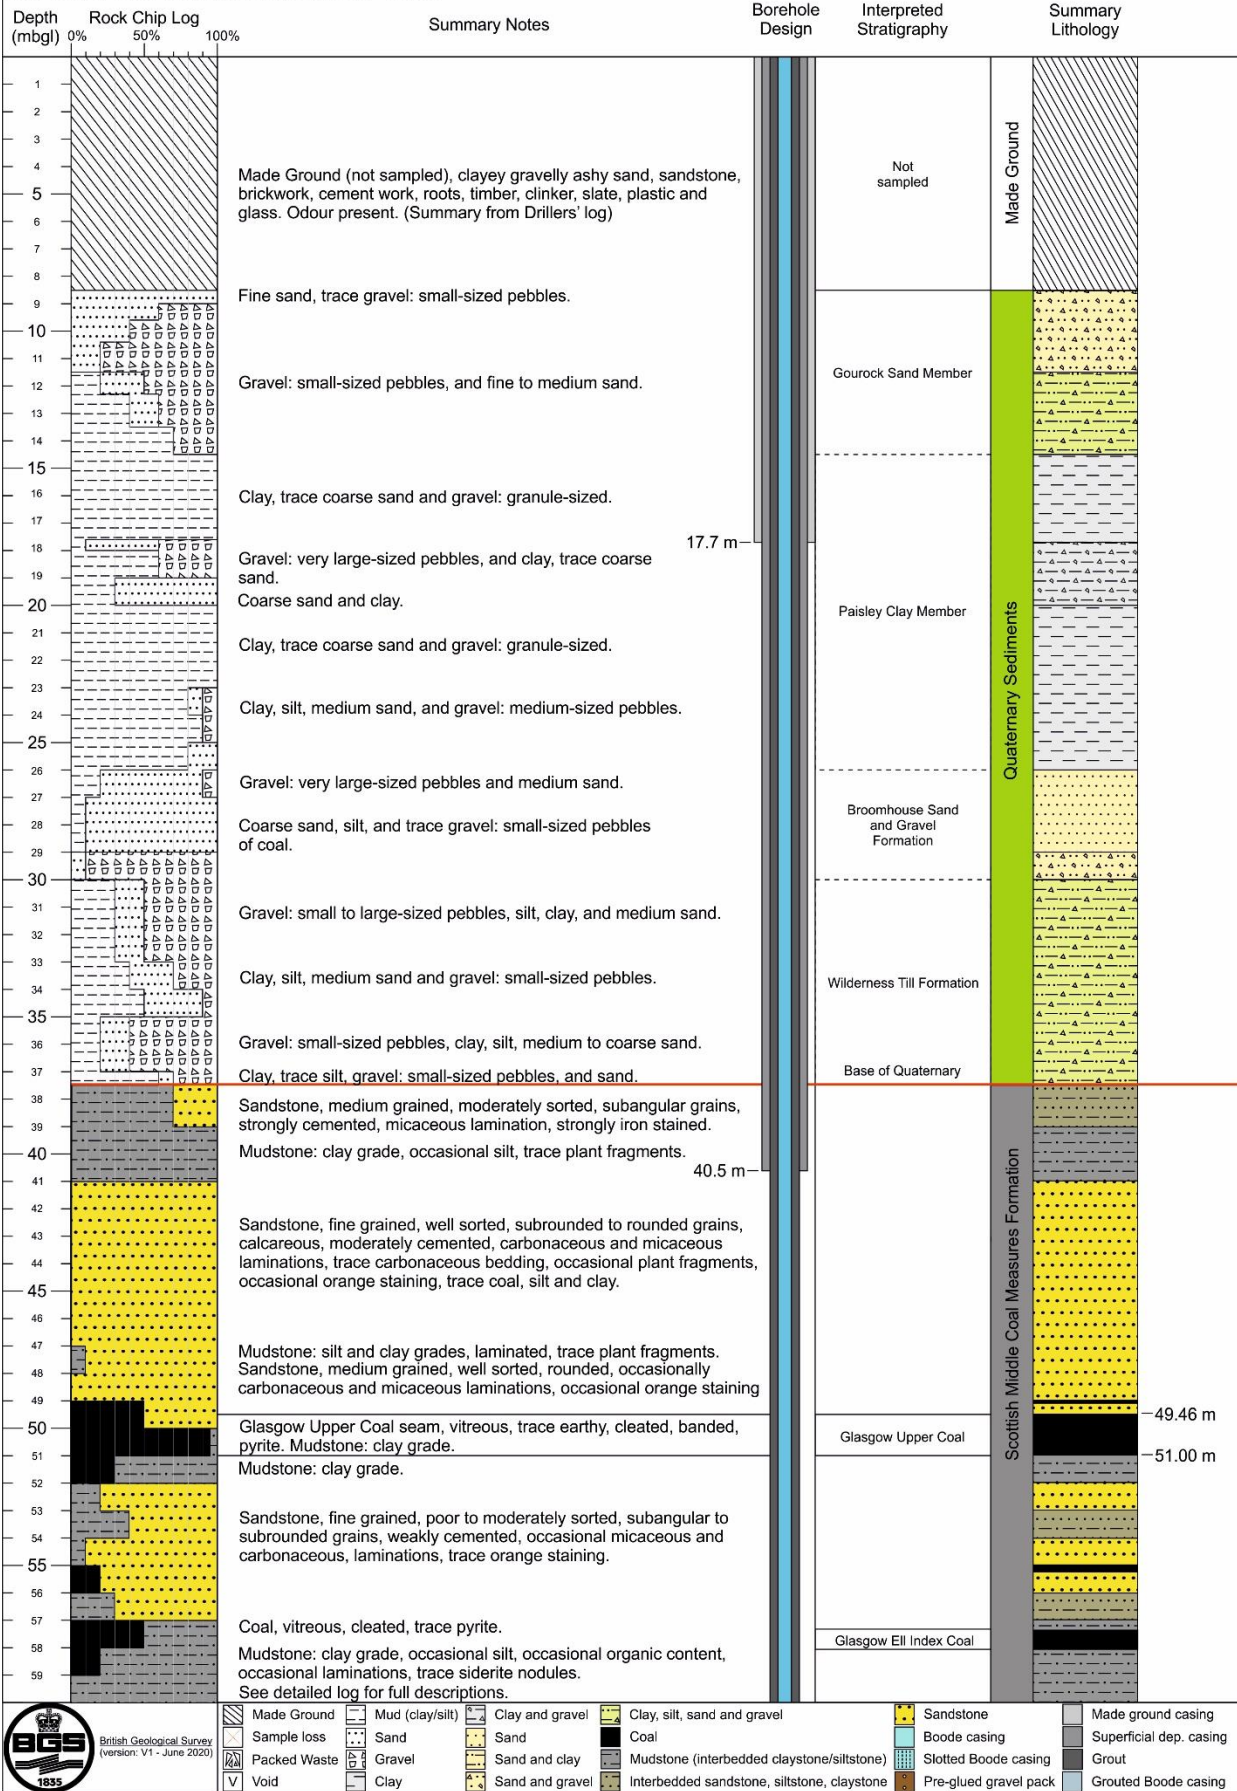 Depth
(mbgl)
Rock Chip Log
0% 50% 100%
Summary Notes
Borehole
Design
Interpreted
Stratigraphy
Summary
Lithology
1
2
3
4
5
6
7
8
9
10
11
12
13
14
15
16
17
18
19
20
21
22
23
24
25
26
27
28
29
30
31
32
33
34
35
36
37
38
39
40
41
42
43
44
45
46
47
48
49
50
51
52
53
54
55
56
57
58
59
Made Ground (not sampled), clayey gravelly ashy sand, sandstone,
brickwork, cement work, roots, timber, clinker, slate, plastic and
glass. Odour present. (Summary from Drillers' log)
Fine sand, trace gravel: small-sized pebbles.
Gravel: small-sized pebbles, and fine to medium sand.
Clay, trace coarse sand and gravel: granule-sized.
Gravel: very large-sized pebbles, and clay, trace coarse
sand.
Coarse sand and clay.
Clay, trace coarse sand and gravel: granule-sized.
Clay, silt, medium sand, and gravel: medium-sized pebbles.
Gravel: very large-sized pebbles and medium sand.
Coarse sand, silt, and trace gravel: small-sized pebbles
of coal.
Gravel: small to large-sized pebbles, silt, clay, and medium sand.
Clay, silt, medium sand and gravel: small-sized pebbles.
Gravel: small-sized pebbles, clay, silt, medium to coarse sand.
Clay, trace silt, gravel: small-sized pebbles, and sand.
Sandstone, medium grained, moderately sorted, subangular grains,
strongly cemented, micaceous lamination, strongly iron stained.
Mudstone: clay grade, occasional silt, trace plant fragments.
Sandstone, fine grained, well sorted, subrounded to rounded grains,
calcareous, moderately cemented, carbonaceous and micaceous
laminations, trace carbonaceous bedding, occasional plant fragments,
occasional orange staining, trace coal, silt and clay.
Mudstone: silt and clay grades, laminated, trace plant fragments.
Sandstone, medium grained, well sorted, rounded, occasionally
carbonaceous and micaceous laminations, occasional orange staining
Glasgow Upper Coal seam, vitreous, trace earthy, cleated, banded,
pyrite. Mudstone: clay grade.
Mudstone: clay grade.
Sandstone, fine grained, poor to moderately sorted, subangular to
subrounded grains, weakly cemented, occasional micaceous and
carbonaceous, laminations, trace orange staining.
Coal, vitreous, cleated, trace pyrite.
Mudstone: clay grade, occasional silt, occasional organic content,
occasional laminations, trace siderite nodules.
See detailed log for full descriptions.
17.7 m
40.5 m
Not
sampled
Gourock Sand Member
Paisley Clay Member
Broomhouse Sand
and Gravel
Formation
Wilderness Till Formation
Base of Quaternary
Glasgow Upper Coal
Glasgow Ell Index Coal
Made Ground
Quaternary Sediments
Scottish Middle Coal Measures Formation
49.46 m
51.00 m
BGS
1835
British Geological Survey
(version: V1 - June 2020)
Made Ground
Sample loss
Packed Waste
V Void
Mud (clay/silt)
Sand
Gravel
Clay
Clay and gravel
Sand
Sand and clay
Sand and gravel
Clay, silt, sand and gravel
Coal
Mudstone (interbedded claystone/siltstone)
Interbedded sandstone, siltstone, claystone
Sandstone
Boode casing
Slotted Boode casing
Pre-glued gravel pack
Made ground casing
Superficial dep. casing
Grout
Grouted Boode casing